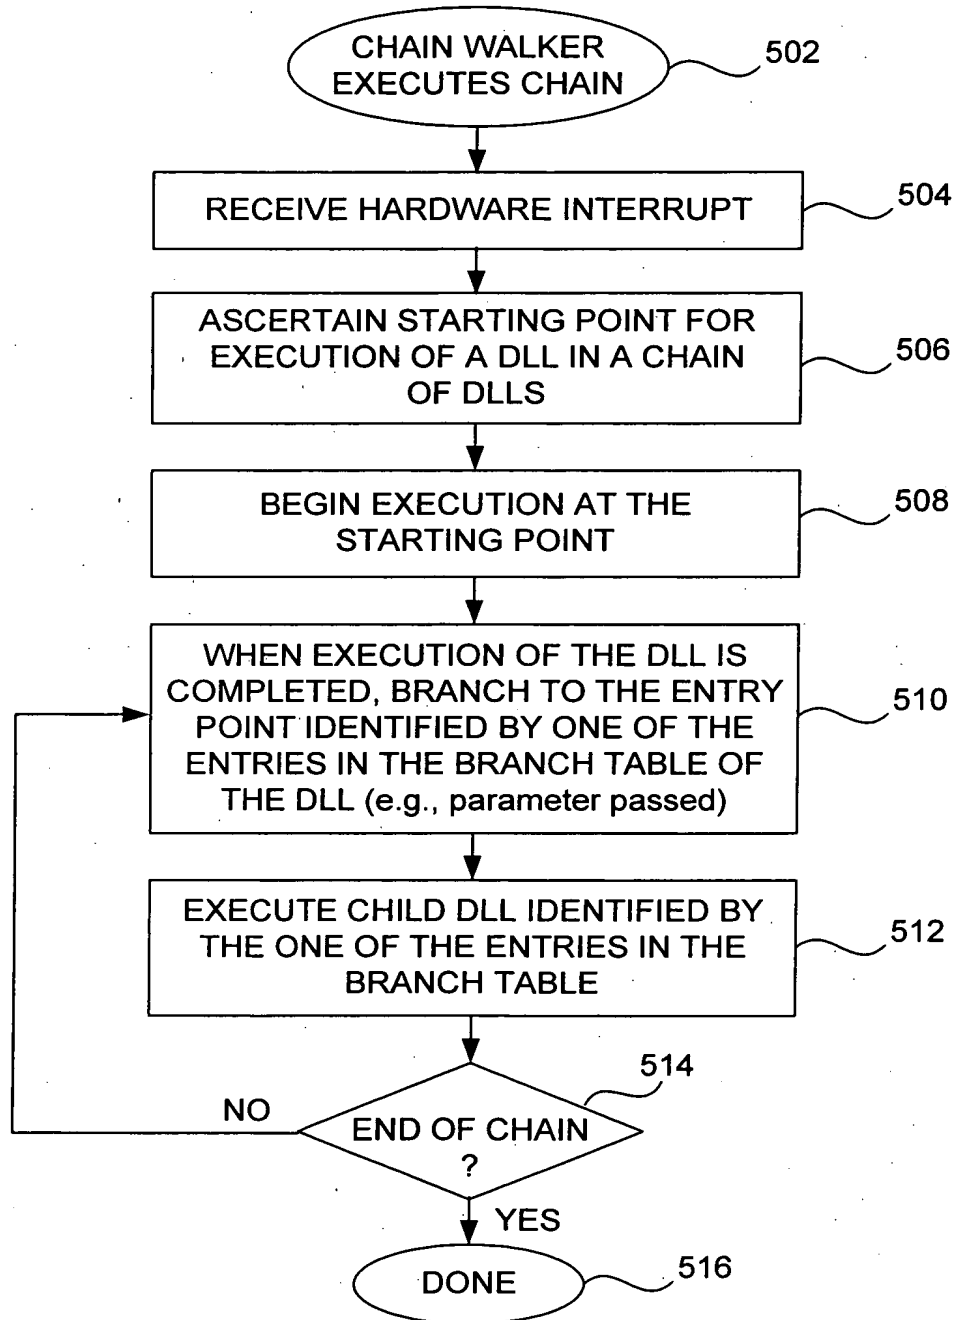 CHAIN WALKER
EXECUTES CHAIN
502
RECEIVE HARDWARE INTERRUPT
504
ASCERTAIN STARTING POINT FOR
EXECUTION OF A DLL IN A CHAIN
OF DLLS
506
BEGIN EXECUTION AT THE
STARTING POINT
508
WHEN EXECUTION OF THE DLL IS
COMPLETED, BRANCH TO THE ENTRY
POINT IDENTIFIED BY ONE OF THE
ENTRIES IN THE BRANCH TABLE OF
THE DLL (e.g., parameter passed)
510
EXECUTE CHILD DLL IDENTIFIED BY
THE ONE OF THE ENTRIES IN THE
BRANCH TABLE
512
514
NO
END OF CHAIN
?
YES
DONE
516